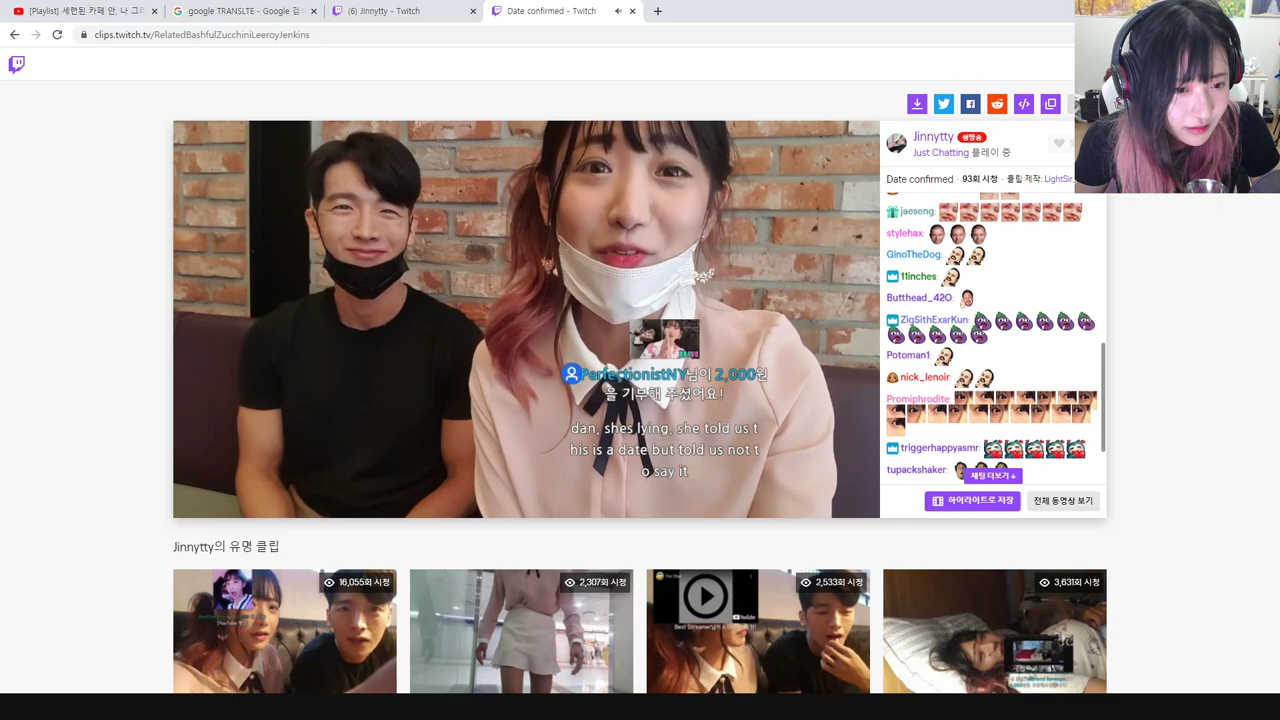 [Playlist] 세련된 카페 안, 나 그리
google TRANSLTE - Google 검색
(6) Jinnytty - Twitch
Date confirmed - Twitch
clips.twitch.tv/RelatedBashfulZucchiniLeeroyJenkins
Jinnytty
생방송
Just Chatting 플레이 중
Date confirmed · 93회 시청 · 클립 제작: LightSir_
jaeseng:
stylehax:
GinoTheDog:
11inches:
Butthead_420:
ZigSithExarKun:
Potoman1:
nick_lenoir:
Promiphrodite:
triggerhappyasmr:
tupackshaker:
채팅 더보기
하이라이트로 저장
전체 동영상 보기
PerfectionistNY님이 2,000원
을 기부해 주셨어요!
dan, shes lying, she told us t
his is a date but told us not t
o say it
Jinnytty의 유명 클립
16,055회 시청
2,307회 시청
2,533회 시청
3,631회 시청
YouTube